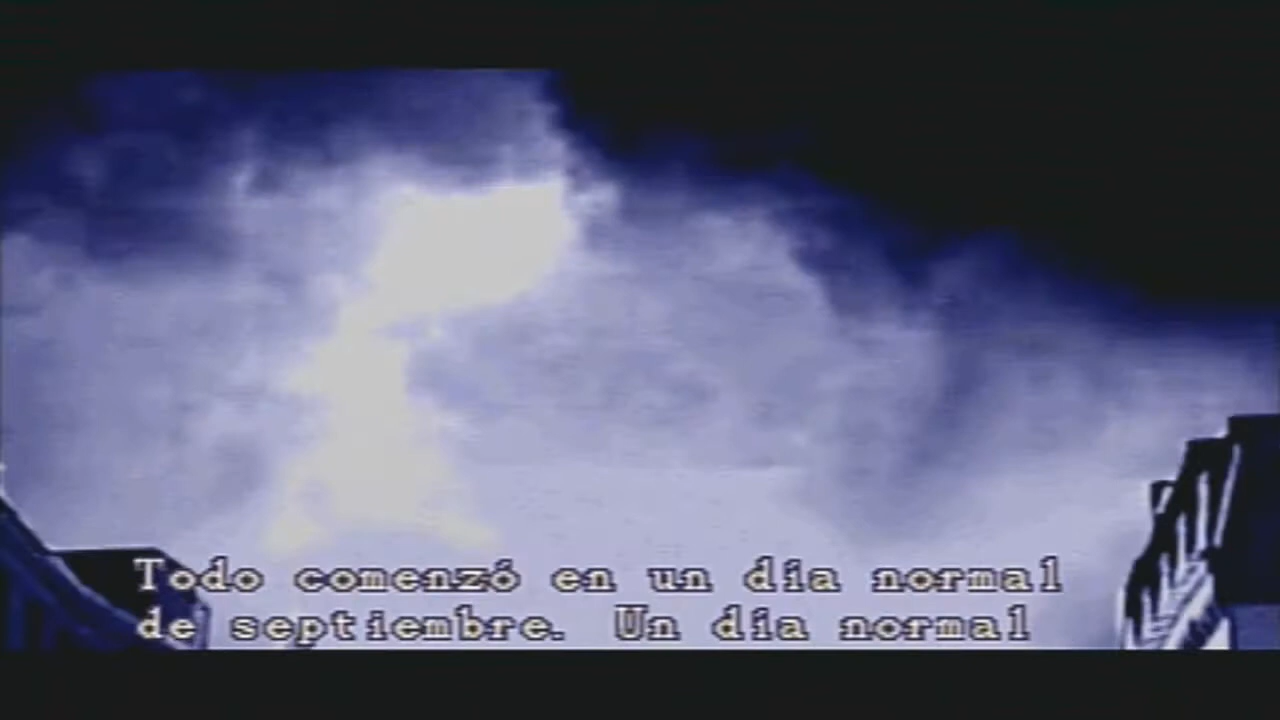 Todo comenzó en un día normal
de septiembre. Un día normal